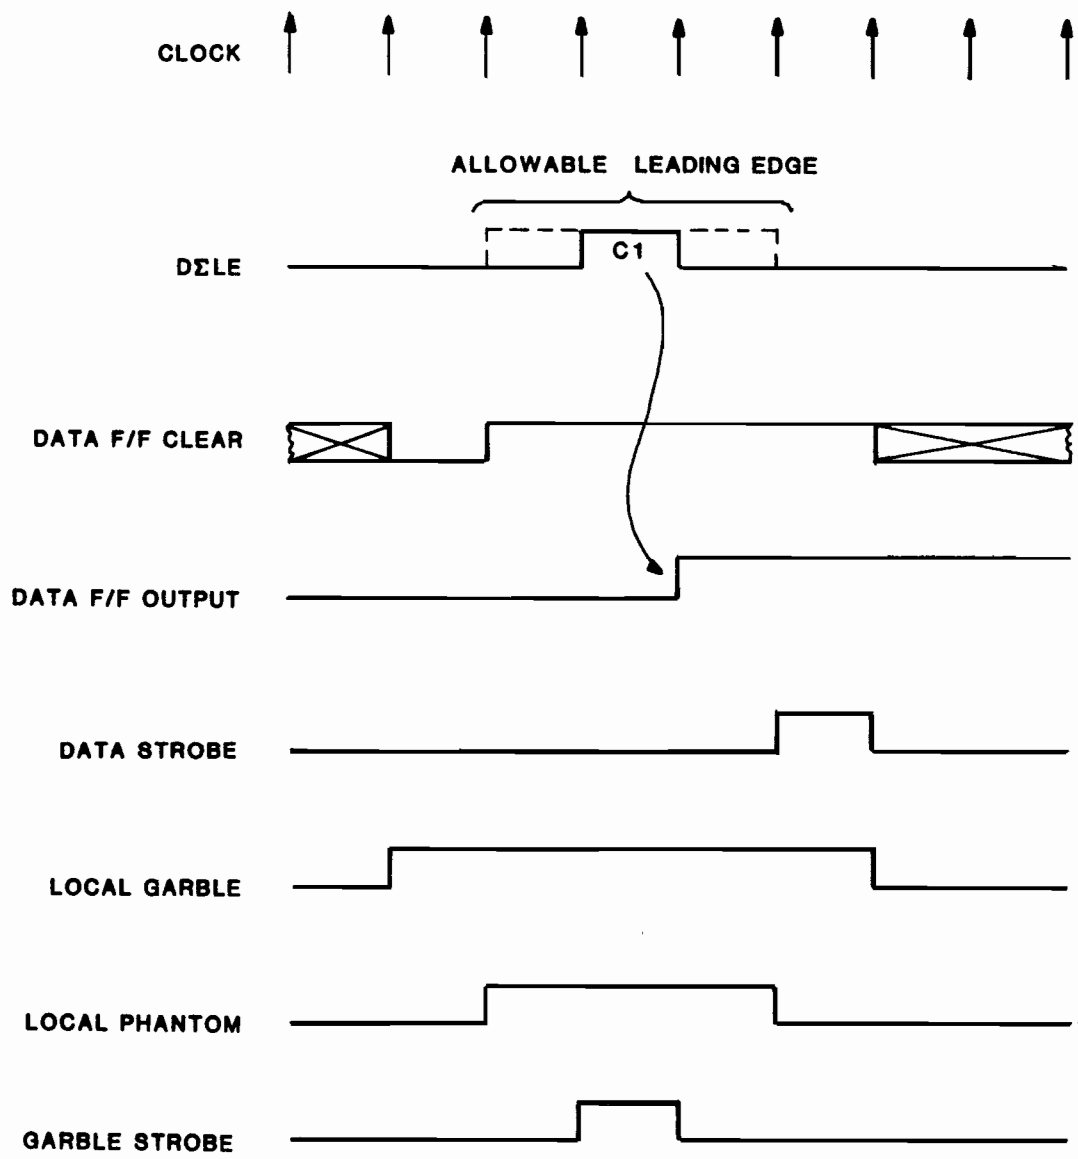 CLOCK
ALLOWABLE LEADING EDGE
C1
DΣLE
DATA F/F CLEAR
DATA F/F OUTPUT
DATA STROBE
LOCAL GARBLE
LOCAL PHANTOM
GARBLE STROBE